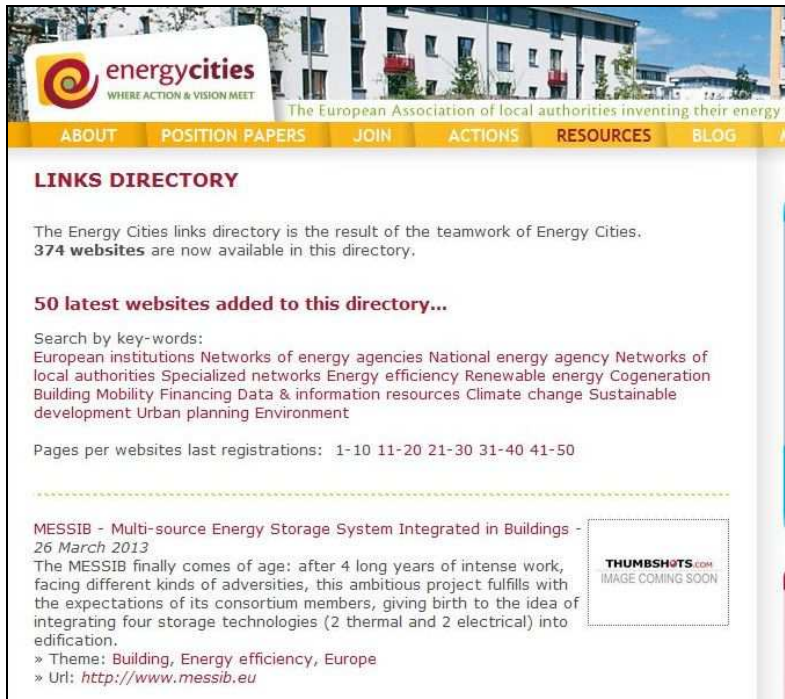 energycities
WHERE ACTION & VISION MEET
The European Association of local authorities inventing their energy
ABOUT POSITION PAPERS JOIN ACTIONS RESOURCES BLOG
LINKS DIRECTORY
The Energy Cities links directory is the result of the teamwork of Energy Cities.
374 websites are now available in this directory.
50 latest websites added to this directory...
Search by key-words:
European institutions Networks of energy agencies National energy agency Networks of
local authorities Specialized networks Energy efficiency Renewable energy Cogeneration
Building Mobility Financing Data & information resources Climate change Sustainable
development Urban planning Environment
Pages per websites last registrations: 1-10 11-20 21-30 31-40 41-50
MESSIB - Multi-source Energy Storage System Integrated in Buildings -
26 March 2013
The MESSIB finally comes of age: after 4 long years of intense work,
facing different kinds of adversities, this ambitious project fulfills with
the expectations of its consortium members, giving birth to the idea of
integrating four storage technologies (2 thermal and 2 electrical) into
edification.
» Theme: Building, Energy efficiency, Europe
» Url: http://www.messib.eu
THUMBSHOTS.COM
IMAGE COMING SOON